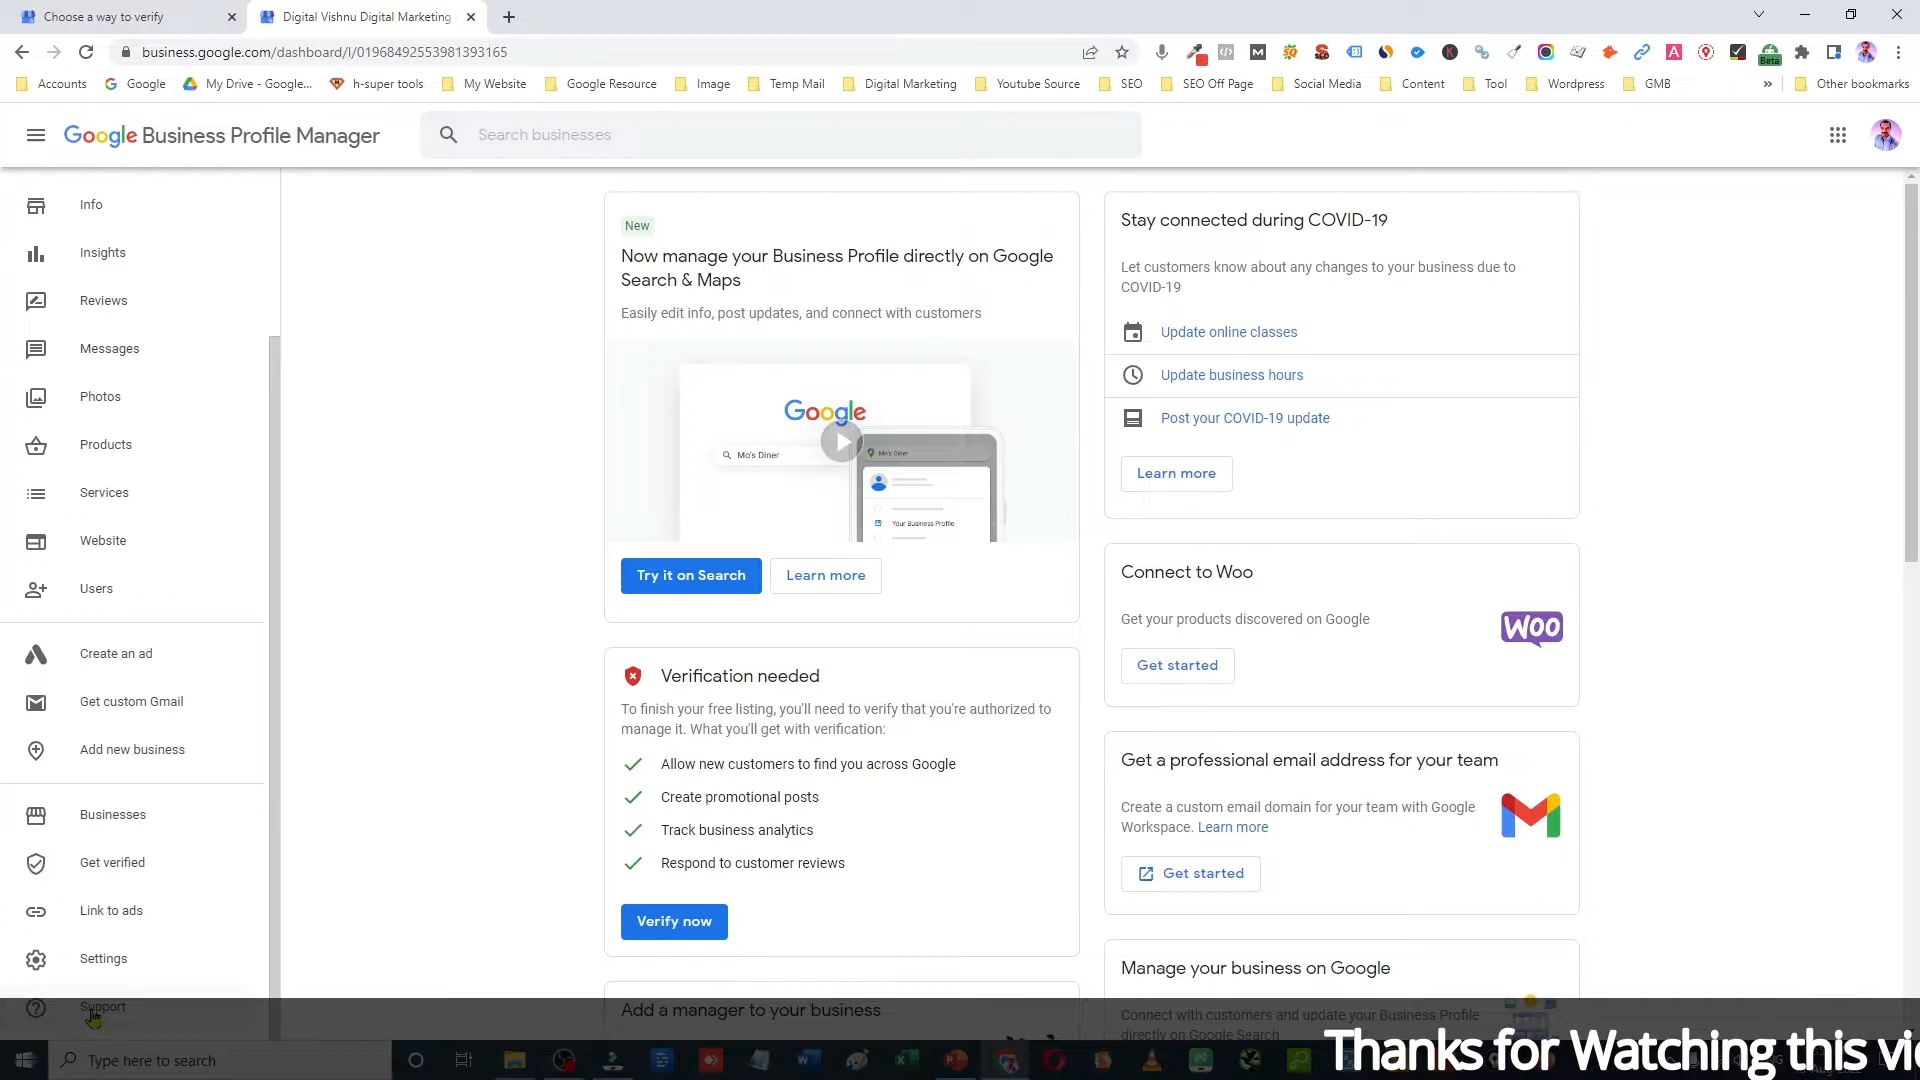 Choose a way to verify
Digital Vishnu Digital Marketing
business.google.com/dashboard/l/01968492553981393165
Beta
Accounts
Google
My Drive - Google...
h-super tools
My Website
Google Resource
Image
Temp Mail
Digital Marketing
Youtube Source
SEO
SEO Off Page
Social Media
Content
Tool
Wordpress
GMB
»
Other bookmarks
Google Business Profile Manager
Search businesses
Info
Insights
Reviews
Messages
Photos
Products
Services
Website
Users
Create an ad
Get custom Gmail
Add new business
Businesses
Get verified
Link to ads
Settings
Support
New
Now manage your Business Profile directly on Google
Search & Maps
Easily edit info, post updates, and connect with customers
Google
Mo's Diner
Mo's Diner
Your Business Profile
Try it on Search
Learn more
Verification needed
To finish your free listing, you'll need to verify that you're authorized to
manage it. What you'll get with verification:
Allow new customers to find you across Google
Create promotional posts
Track business analytics
Respond to customer reviews
Verify now
Add a manager to your business
Stay connected during COVID-19
Let customers know about any changes to your business due to
COVID-19
Update online classes
Update business hours
Post your COVID-19 update
Learn more
Connect to Woo
Get your products discovered on Google
WOO
Get started
Get a professional email address for your team
Create a custom email domain for your team with Google
Workspace. Learn more
Get started
Manage your business on Google
Connect with customers and update your Business Profile
directly on Google Search
Type here to search
Thanks for Watching this vi